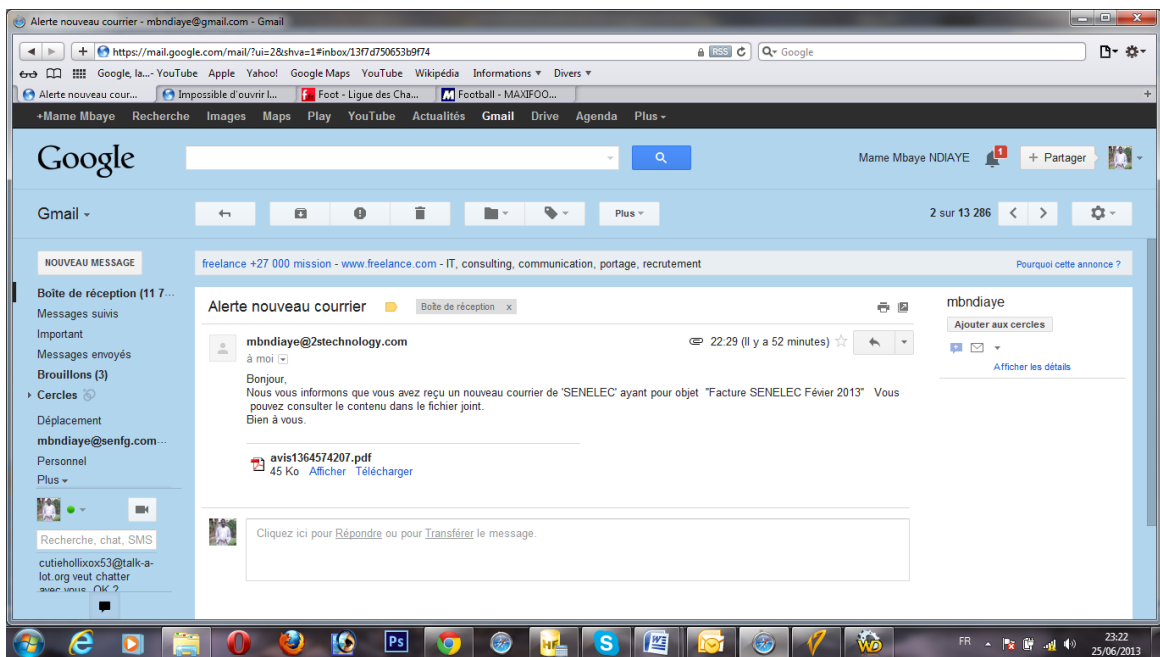 Alerte nouveau courrier - mbndiaye@gmail.com - Gmail
https://mail.google.com/mail/?ui=2&shva=1#inbox/13f7d750653b9f74 RSS Google
Google, la...- YouTube Apple Yahoo! Google Maps YouTube Wikipédia Informations Divers
Alerte nouveau cour... Impossible d'ouvrir l... Foot - Ligue des Cha... Football - MAXIFOO...
+Mame Mbaye Recherche Images Maps Play YouTube Actualités Gmail Drive Agenda Plus
Google Mame Mbaye NDIAYE 1 + Partager
Gmail Plus 2 sur 13 286
NOUVEAU MESSAGE
freelance +27 000 mission - www.freelance.com - IT, consulting, communication, portage, recrutement Pourquoi cette annonce ?
Boîte de réception (11 7...
Messages suivis
Important
Messages envoyés
Brouillons (3)
Cercles
Déplacement
mbndiaye@senfg.com...
Personnel
Plus
Recherche, chat, SMS
cutiehollixox53@talk-a-
lot.org veut chatter
avec vous. OK ?
Alerte nouveau courrier Boîte de réception x
mbndiaye@2stechnology.com 22:29 (Il y a 52 minutes)
à moi
Bonjour,
Nous vous informons que vous avez reçu un nouveau courrier de 'SENELEC' ayant pour objet "Facture SENELEC Févier 2013" Vous
pouvez consulter le contenu dans le fichier joint.
Bien à vous.
avis1364574207.pdf
45 Ko Afficher Télécharger
Cliquez ici pour Répondre ou pour Transférer le message.
mbndiaye
Ajouter aux cercles
Afficher les détails
Ps HF S W WD FR 23:22
25/06/2013